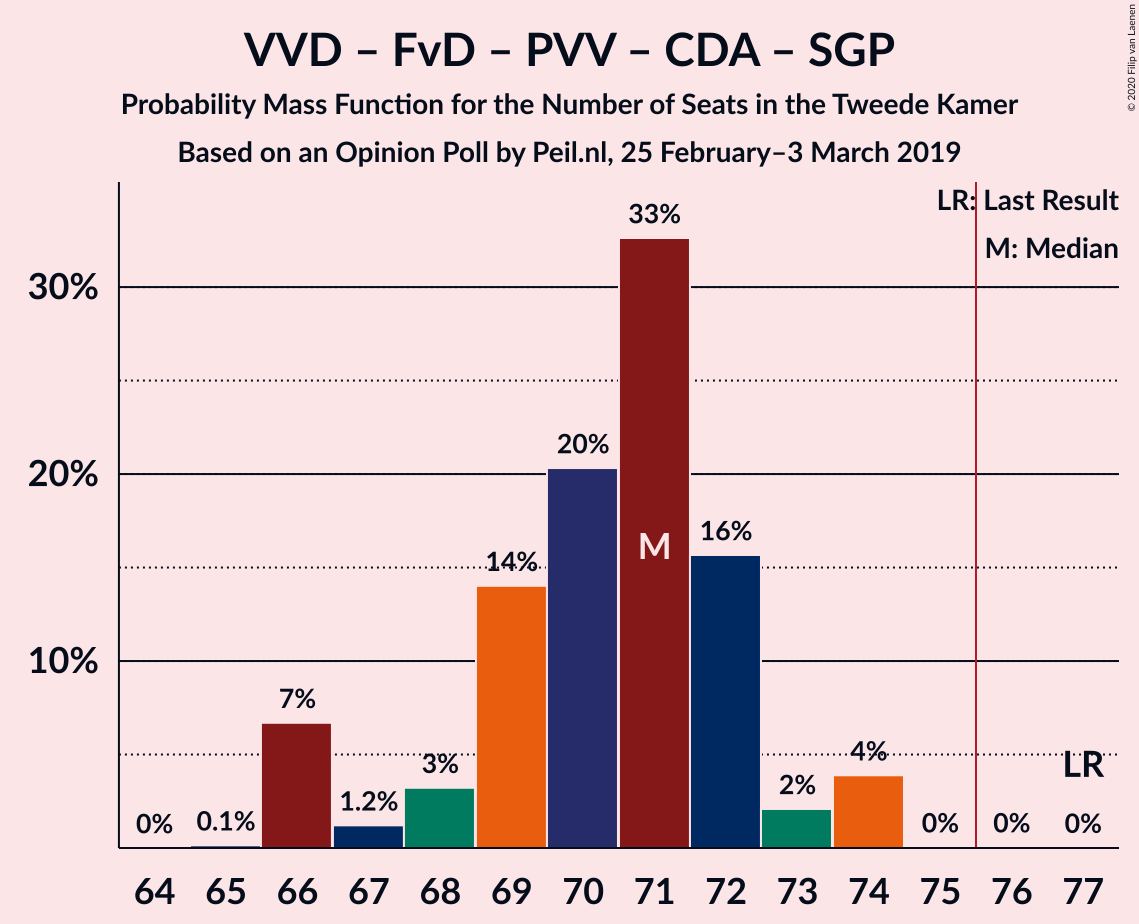 VVD – FvD – PVV – CDA – SGP
Probability Mass Function for the Number of Seats in the Tweede Kamer
Based on an Opinion Poll by Peil.nl, 25 February–3 March 2019
© 2020 Filip van Laenen
LR: Last Result
M: Median
30%
20%
10%
0%
0.1%
7%
1.2%
3%
14%
20%
33%
M
16%
2%
4%
0%
0%
LR
0%
64 65 66 67 68 69 70 71 72 73 74 75 76 77